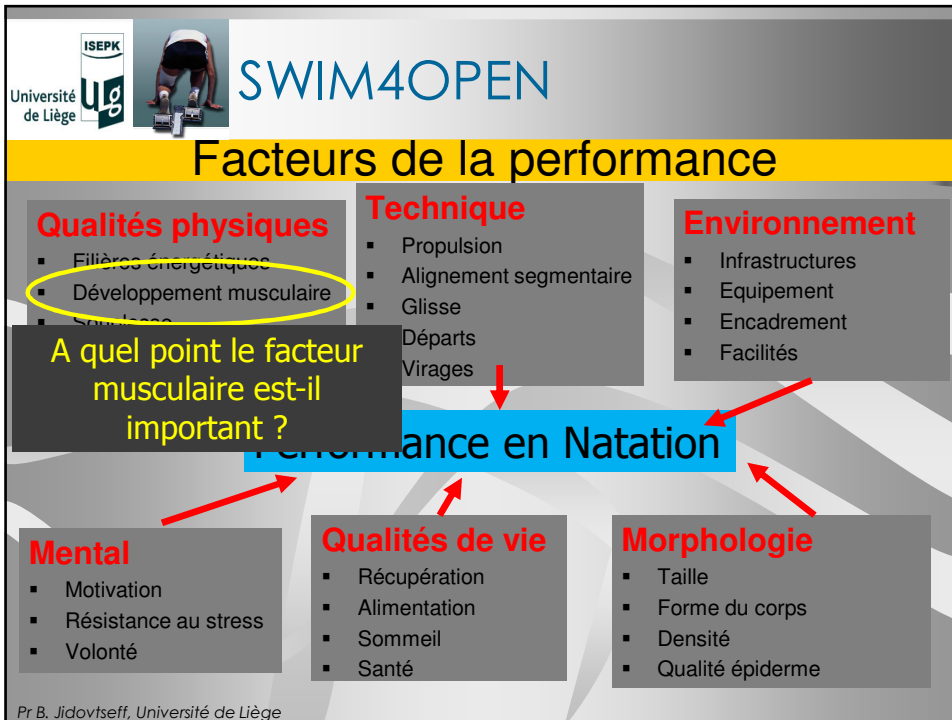 ISEPK
Université
de Liège
ULg
SWIM4OPEN
Facteurs de la performance
Qualités physiques
▪ Filières énergétiques
▪ Développement musculaire
▪ Souplesse
A quel point le facteur
musculaire est-il
important ?
Technique
▪ Propulsion
▪ Alignement segmentaire
▪ Glisse
Départs
Virages
Environnement
▪ Infrastructures
▪ Equipement
▪ Encadrement
▪ Facilités
Performance en Natation
Mental
▪ Motivation
▪ Résistance au stress
▪ Volonté
Qualités de vie
▪ Récupération
▪ Alimentation
▪ Sommeil
▪ Santé
Morphologie
▪ Taille
▪ Forme du corps
▪ Densité
▪ Qualité épiderme
Pr B. Jidovtseff, Université de Liège